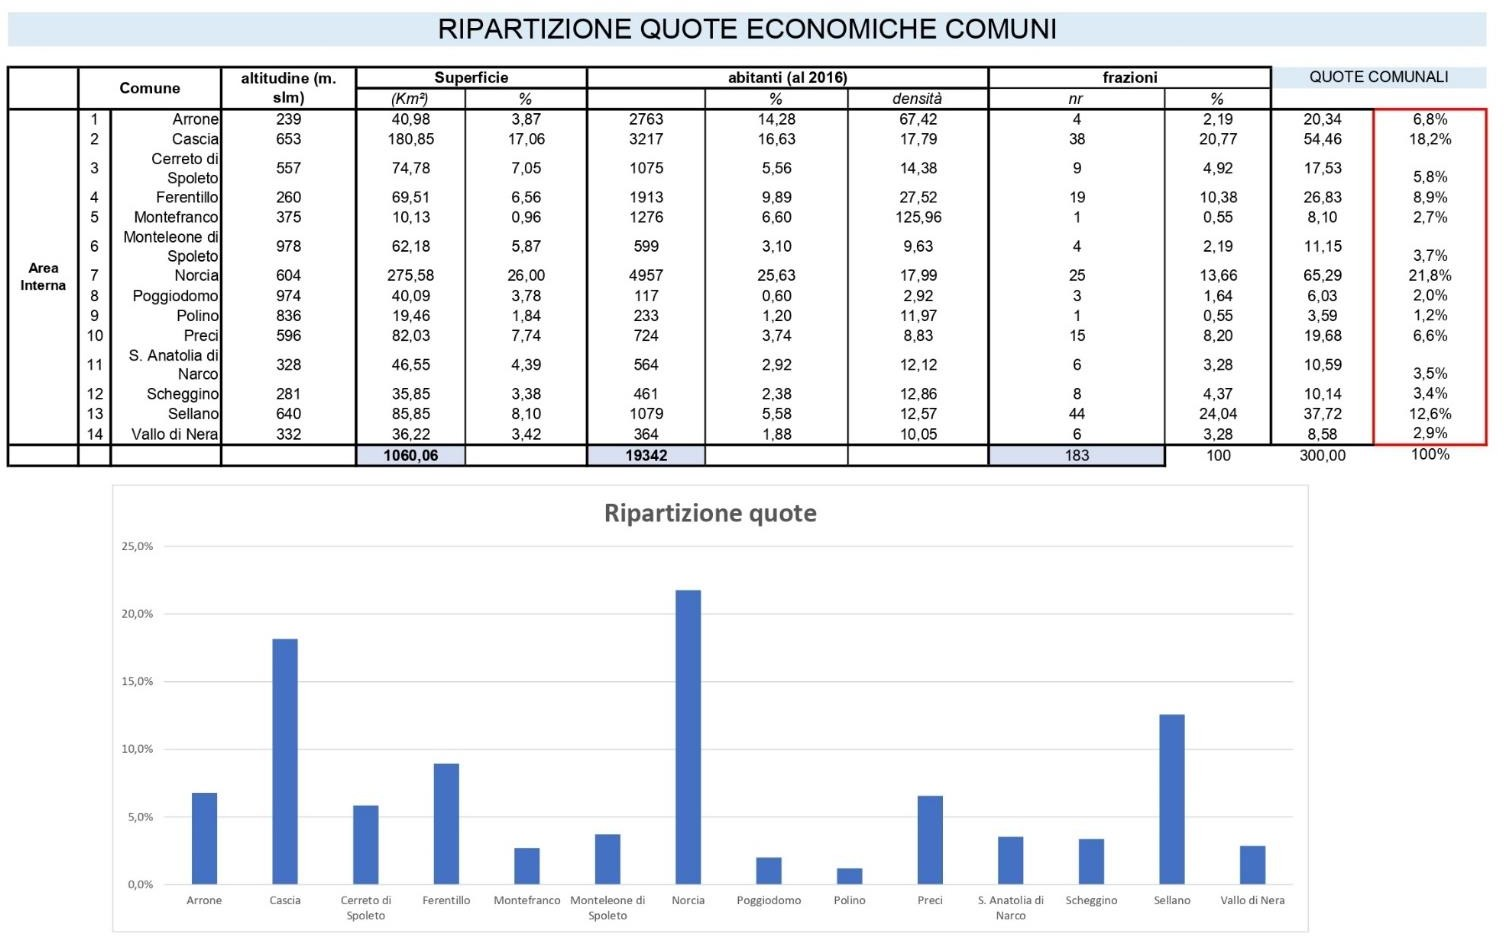 RIPARTIZIONE QUOTE ECONOMICHE COMUNI
Comune altitudine (m. slm) Superficie abitanti (al 2016) frazioni QUOTE COMUNALI
(Km²) % % densità nr %
Area Interna
1 Arrone 239 40,98 3,87 2763 14,28 67,42 4 2,19 20,34 6,8%
2 Cascia 653 180,85 17,06 3217 16,63 17,79 38 20,77 54,46 18,2%
3 Cerreto di Spoleto 557 74,78 7,05 1075 5,56 14,38 9 4,92 17,53 5,8%
4 Ferentillo 260 69,51 6,56 1913 9,89 27,52 19 10,38 26,83 8,9%
5 Montefranco 375 10,13 0,96 1276 6,60 125,96 1 0,55 8,10 2,7%
6 Monteleone di Spoleto 978 62,18 5,87 599 3,10 9,63 4 2,19 11,15 3,7%
7 Norcia 604 275,58 26,00 4957 25,63 17,99 25 13,66 65,29 21,8%
8 Poggiodomo 974 40,09 3,78 117 0,60 2,92 3 1,64 6,03 2,0%
9 Polino 836 19,46 1,84 233 1,20 11,97 1 0,55 3,59 1,2%
10 Preci 596 82,03 7,74 724 3,74 8,83 15 8,20 19,68 6,6%
11 S. Anatolia di Narco 328 46,55 4,39 564 2,92 12,12 6 3,28 10,59 3,5%
12 Scheggino 281 35,85 3,38 461 2,38 12,86 8 4,37 10,14 3,4%
13 Sellano 640 85,85 8,10 1079 5,58 12,57 44 24,04 37,72 12,6%
14 Vallo di Nera 332 36,22 3,42 364 1,88 10,05 6 3,28 8,58 2,9%
1060,06 19342 183 100 300,00 100%
Ripartizione quote
25,0%
20,0%
15,0%
10,0%
5,0%
0,0%
Arrone Cascia Cerreto di Spoleto Ferentillo Montefranco Monteleone di Spoleto Norcia Poggiodomo Polino Preci S. Anatolia di Narco Scheggino Sellano Vallo di Nera